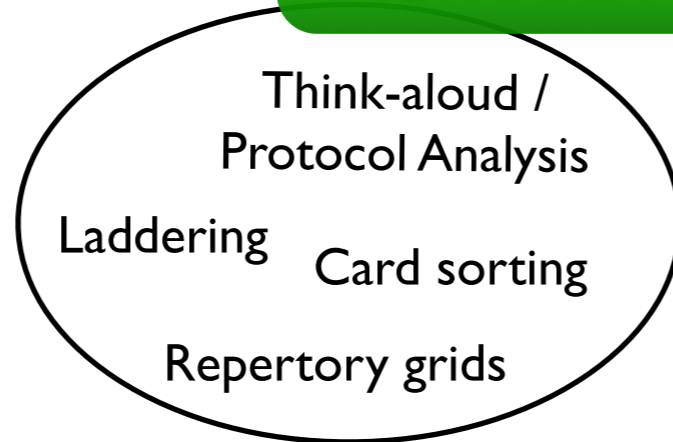 Think-aloud /
Protocol Analysis
Laddering
Card sorting
Repertory grids